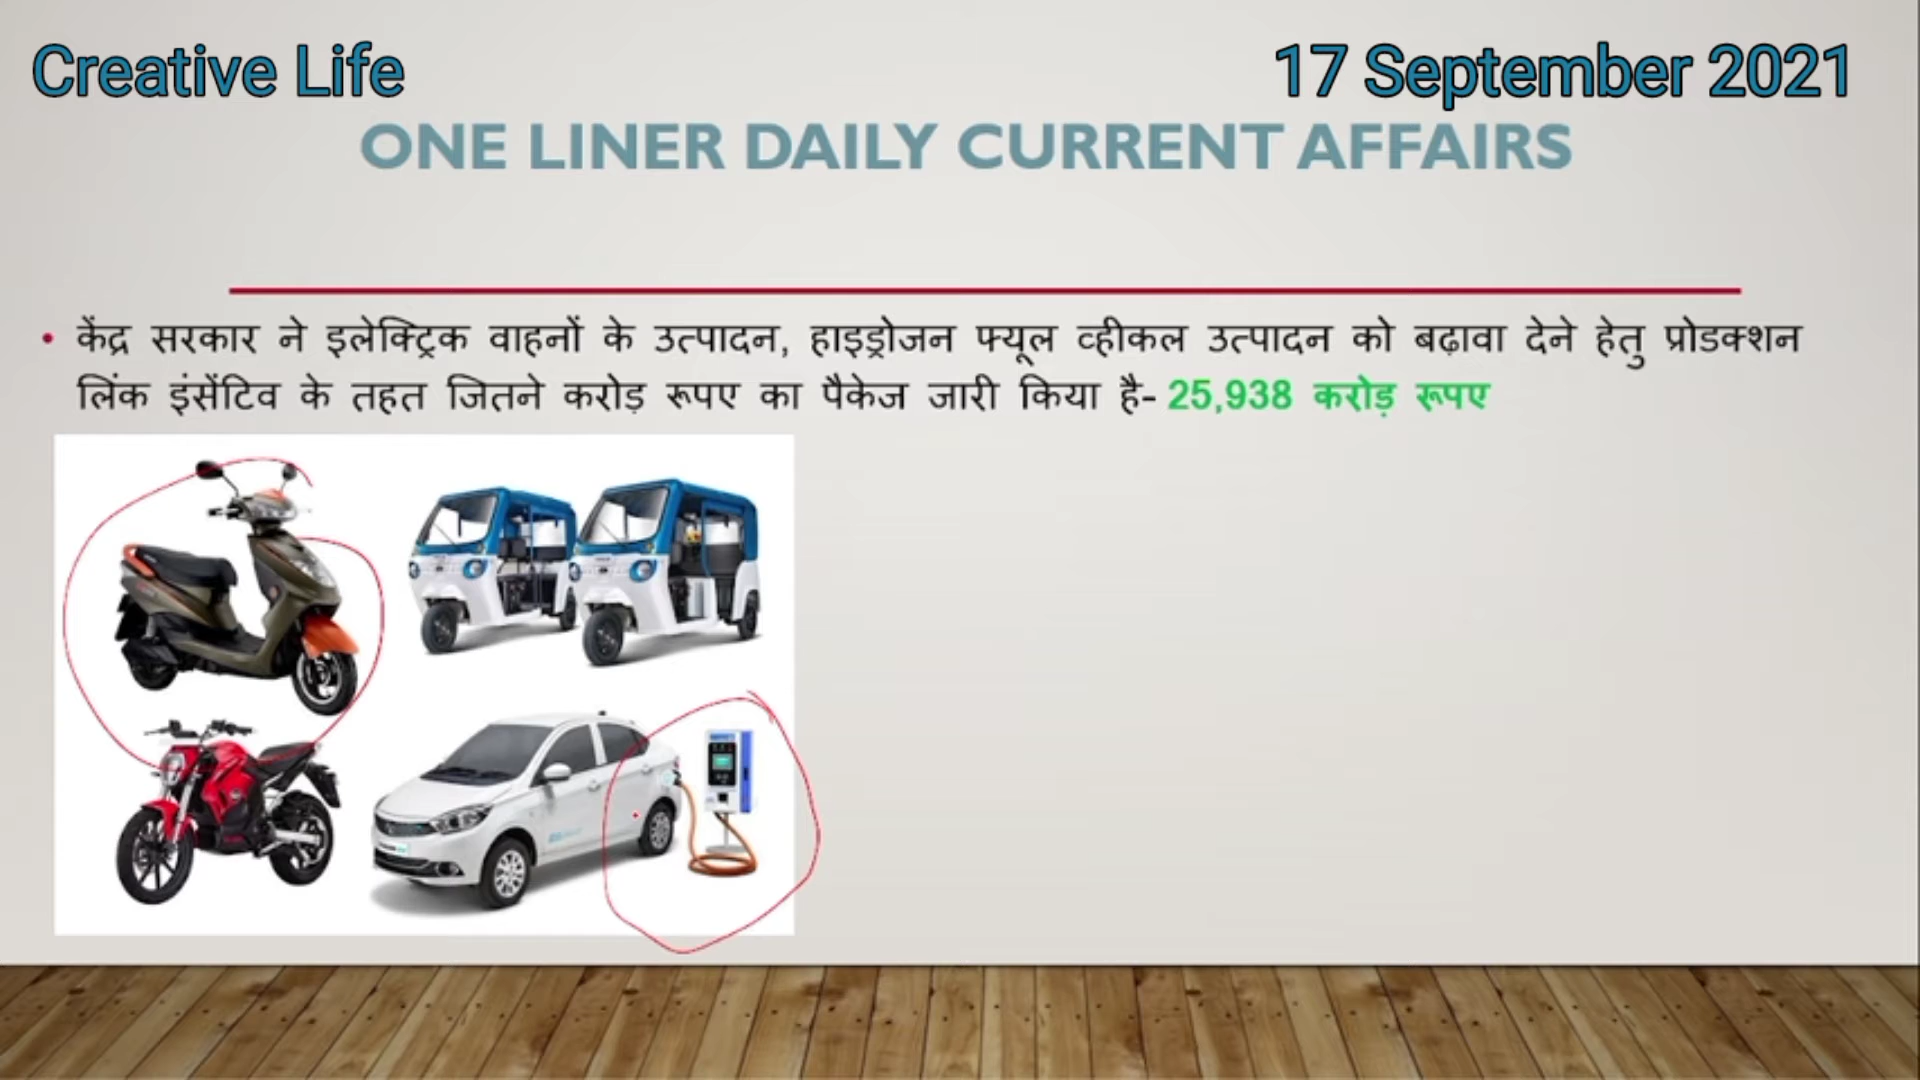 Creative Life
17 September 2021
ONE LINER DAILY CURRENT AFFAIRS
• केंद्र सरकार ने इलेक्ट्रिक वाहनों के उत्पादन, हाइड्रोजन फ्यूल व्हीकल उत्पादन को बढ़ावा देने हेतु प्रोडक्शन
लिंक इंसेंटिव के तहत जितने करोड़ रूपए का पैकेज जारी किया है- 25,938 करोड़ रूपए